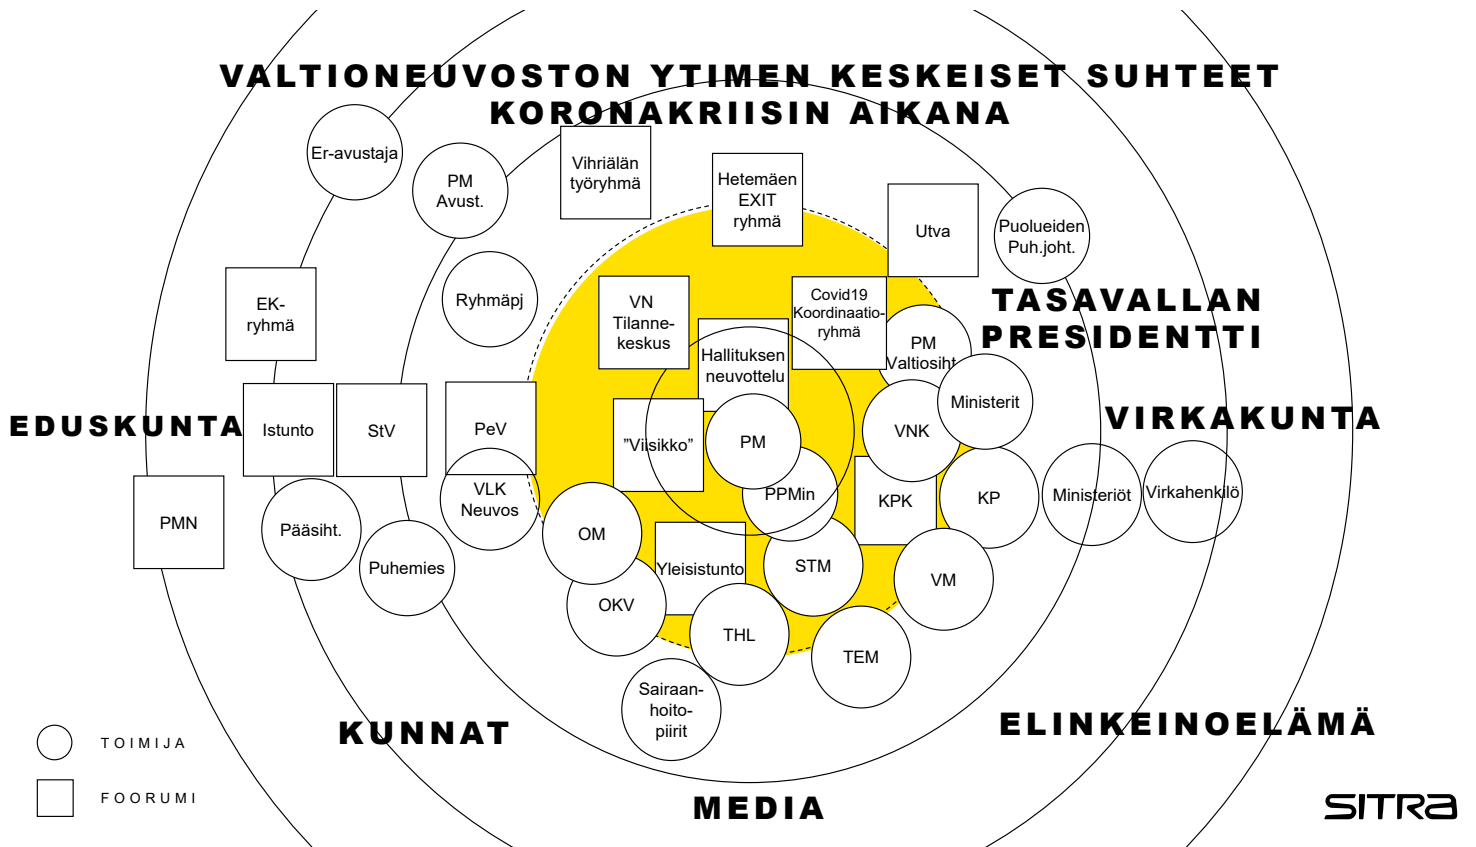 VALTIONEUVOSTON YTIMEN KESKEISET SUHTEET
KORONAKRIISIN AIKANA
Er-avustaja
PM
Avust.
Vihriälän
työryhmä
Hetemäen
EXIT
ryhmä
Utva
Puolueiden
Puh.joht.
EK-
ryhmä
Ryhmäpj
VN
Tilanne-
keskus
Covid19
Koordinaatio-
ryhmä
Hallituksen
neuvottelu
PM
Valtiosiht.
TASAVALLAN
PRESIDENTTI
EDUSKUNTA
Istunto
StV
PeV
"Viisikko"
PM
VNK
Ministerit
VIRKAKUNTA
PMN
Pääsiht.
VLK
Neuvos
PPMin
KPK
KP
Ministeriöt
Virkahenkilö
Puhemies
OM
Yleisistunto
STM
VM
OKV
THL
TEM
Sairaan-
hoito-
piirit
KUNNAT
ELINKEINOELÄMÄ
MEDIA
TOIMIJA
FOORUMI
SITRA